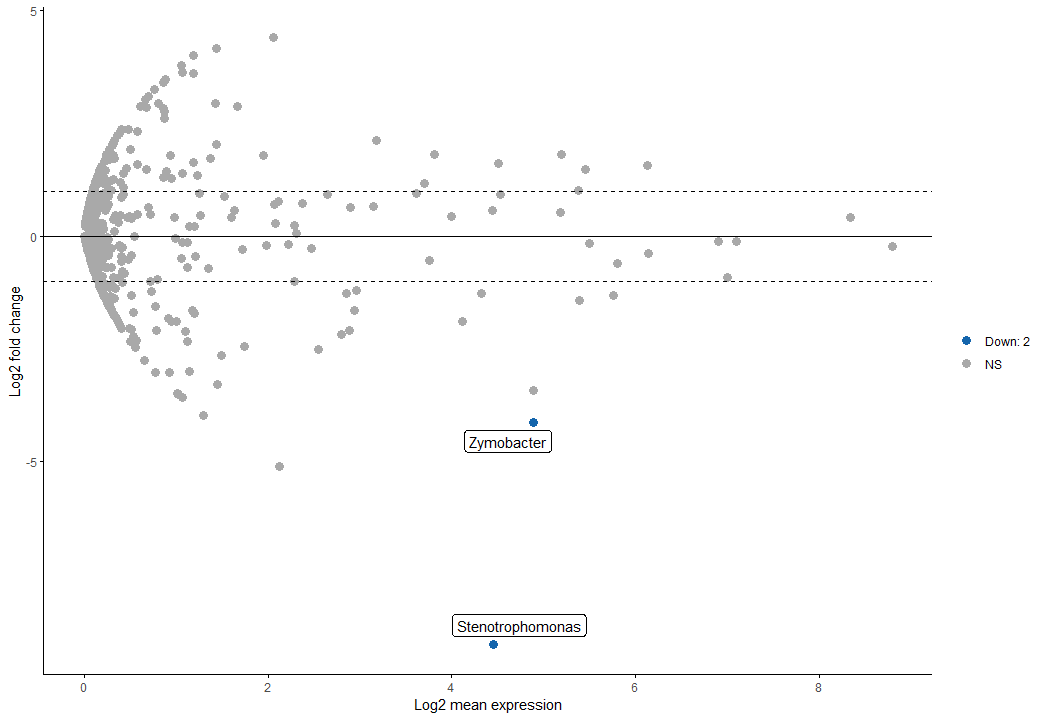 5
0
-5
Log2 fold change
Zymobacter
Stenotrophomonas
0
2
4
6
8
Log2 mean expression
Down: 2
NS